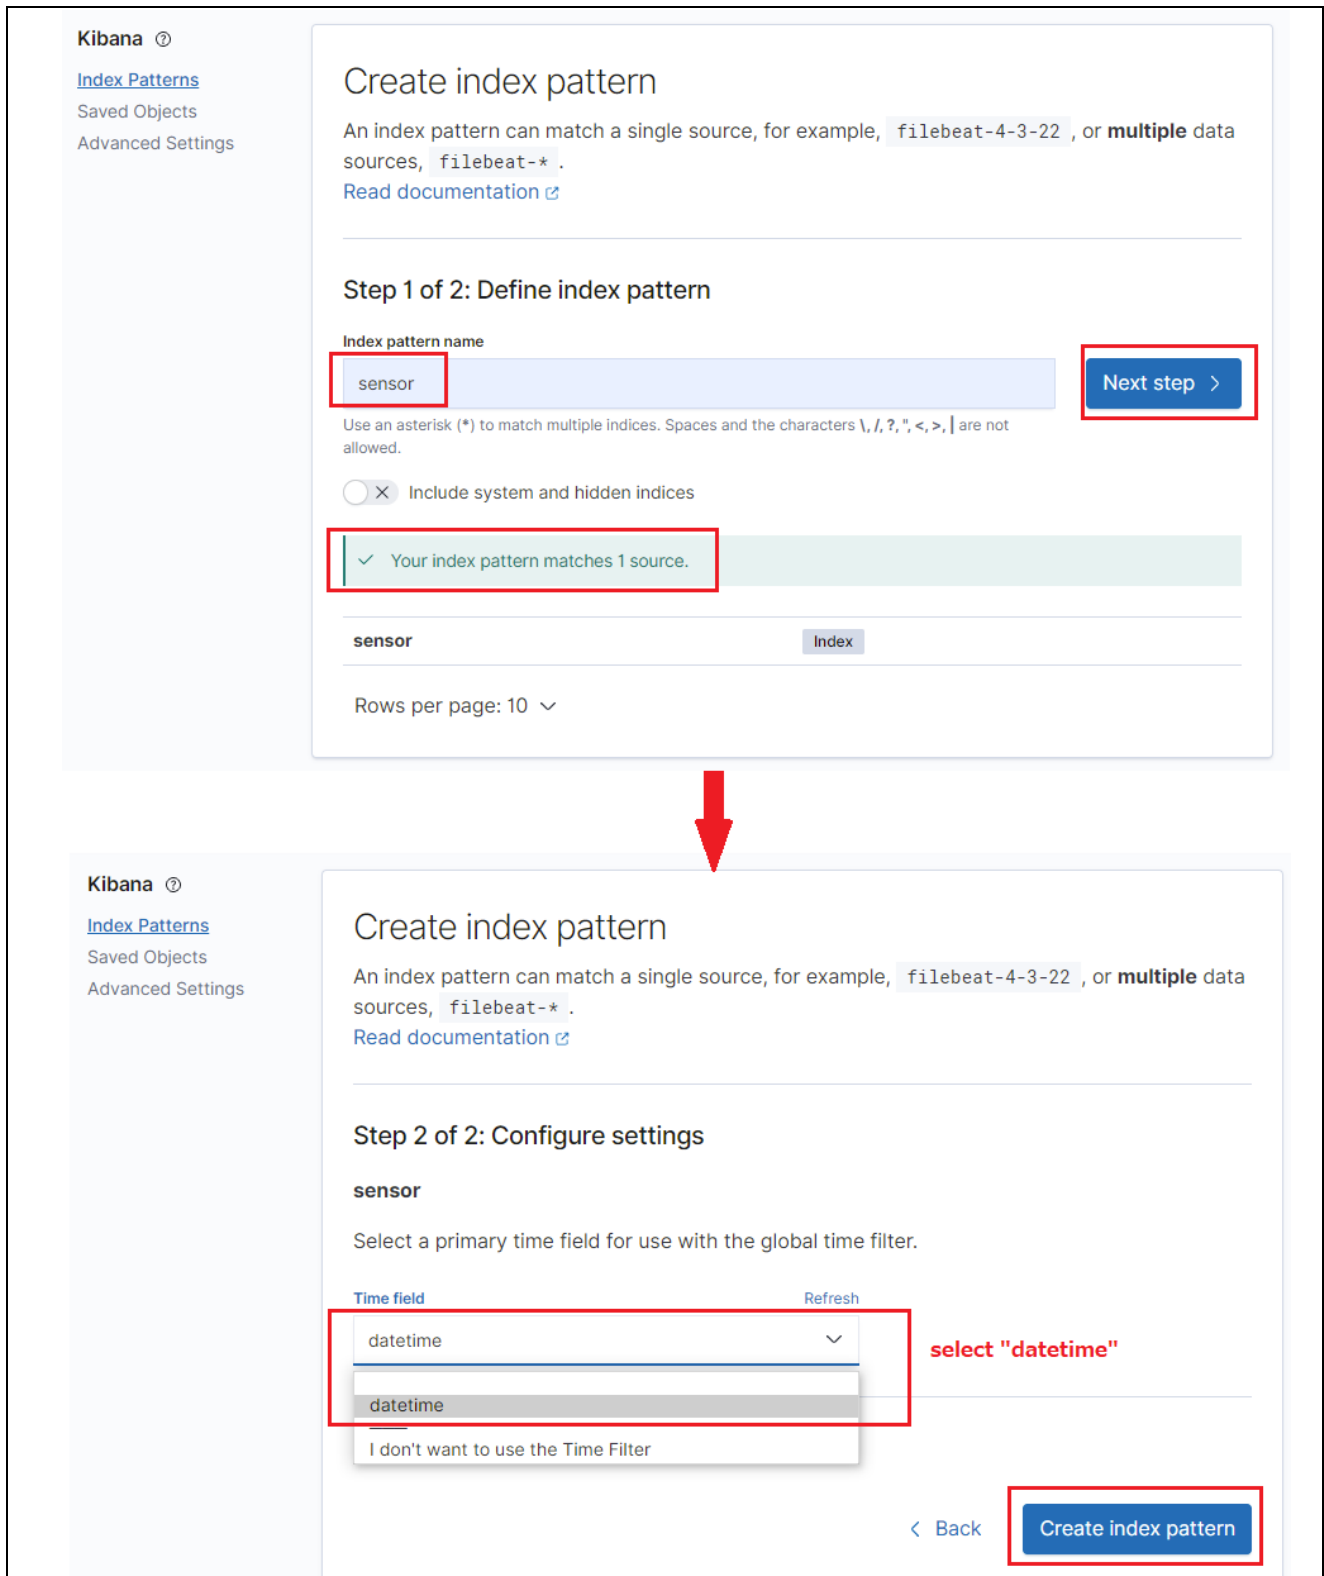 Kibana
Index Patterns
Saved Objects
Advanced Settings
Create index pattern
An index pattern can match a single source, for example, filebeat-4-3-22 , or multiple data
sources, filebeat-* .
Read documentation
Step 1 of 2: Define index pattern
Index pattern name
sensor
Next step
Use an asterisk (*) to match multiple indices. Spaces and the characters \, /, ?, ", <, >, | are not
allowed.
Include system and hidden indices
Your index pattern matches 1 source.
sensor Index
Rows per page: 10
Kibana
Index Patterns
Saved Objects
Advanced Settings
Create index pattern
An index pattern can match a single source, for example, filebeat-4-3-22 , or multiple data
sources, filebeat-* .
Read documentation
Step 2 of 2: Configure settings
sensor
Select a primary time field for use with the global time filter.
Time field Refresh
datetime
select "datetime"
datetime
I don't want to use the Time Filter
Back
Create index pattern